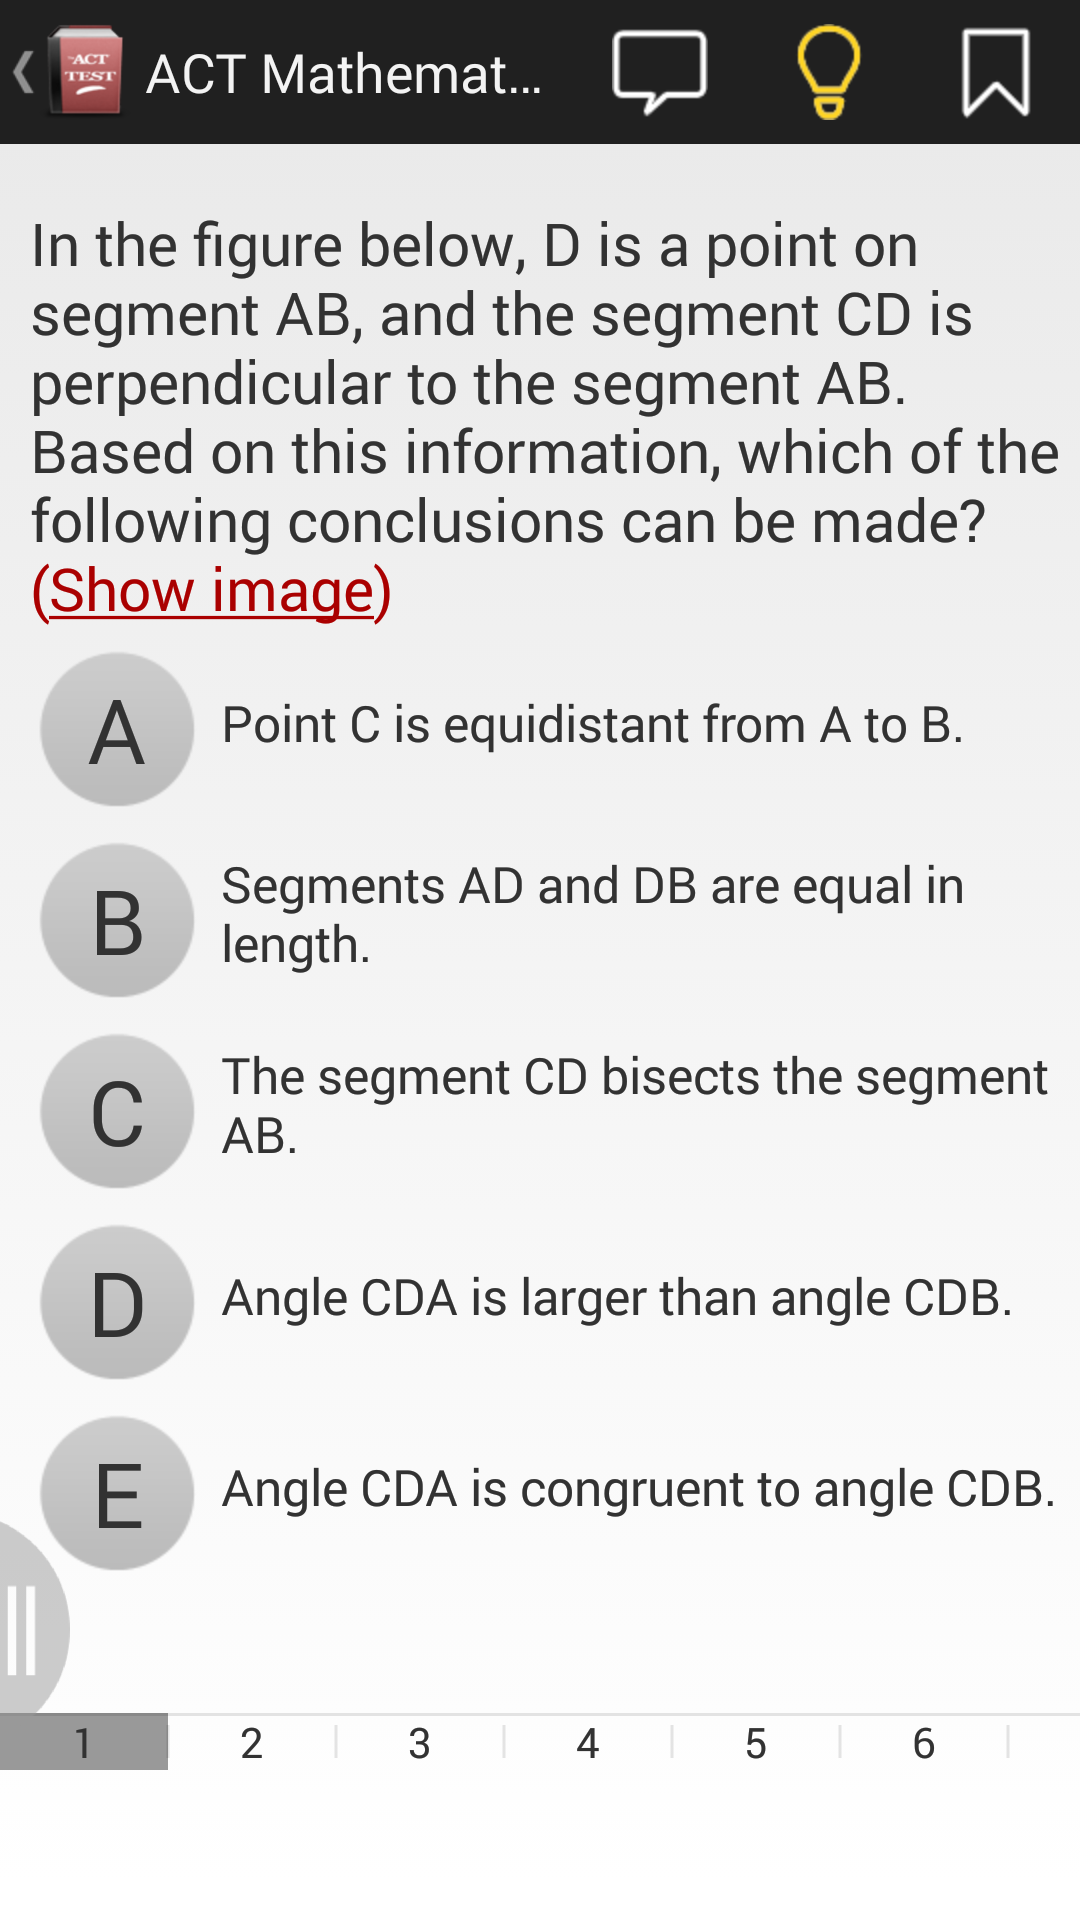 ACT
TEST
ACT Mathemat...
In the figure below, D is a point on
segment AB, and the segment CD is
perpendicular to the segment AB.
Based on this information, which of the
following conclusions can be made?
(Show image)
A
Point C is equidistant from A to B.
B
Segments AD and DB are equal in
length.
C
The segment CD bisects the segment
AB.
D
Angle CDA is larger than angle CDB.
E
Angle CDA is congruent to angle CDB.
1 2 3 4 5 6